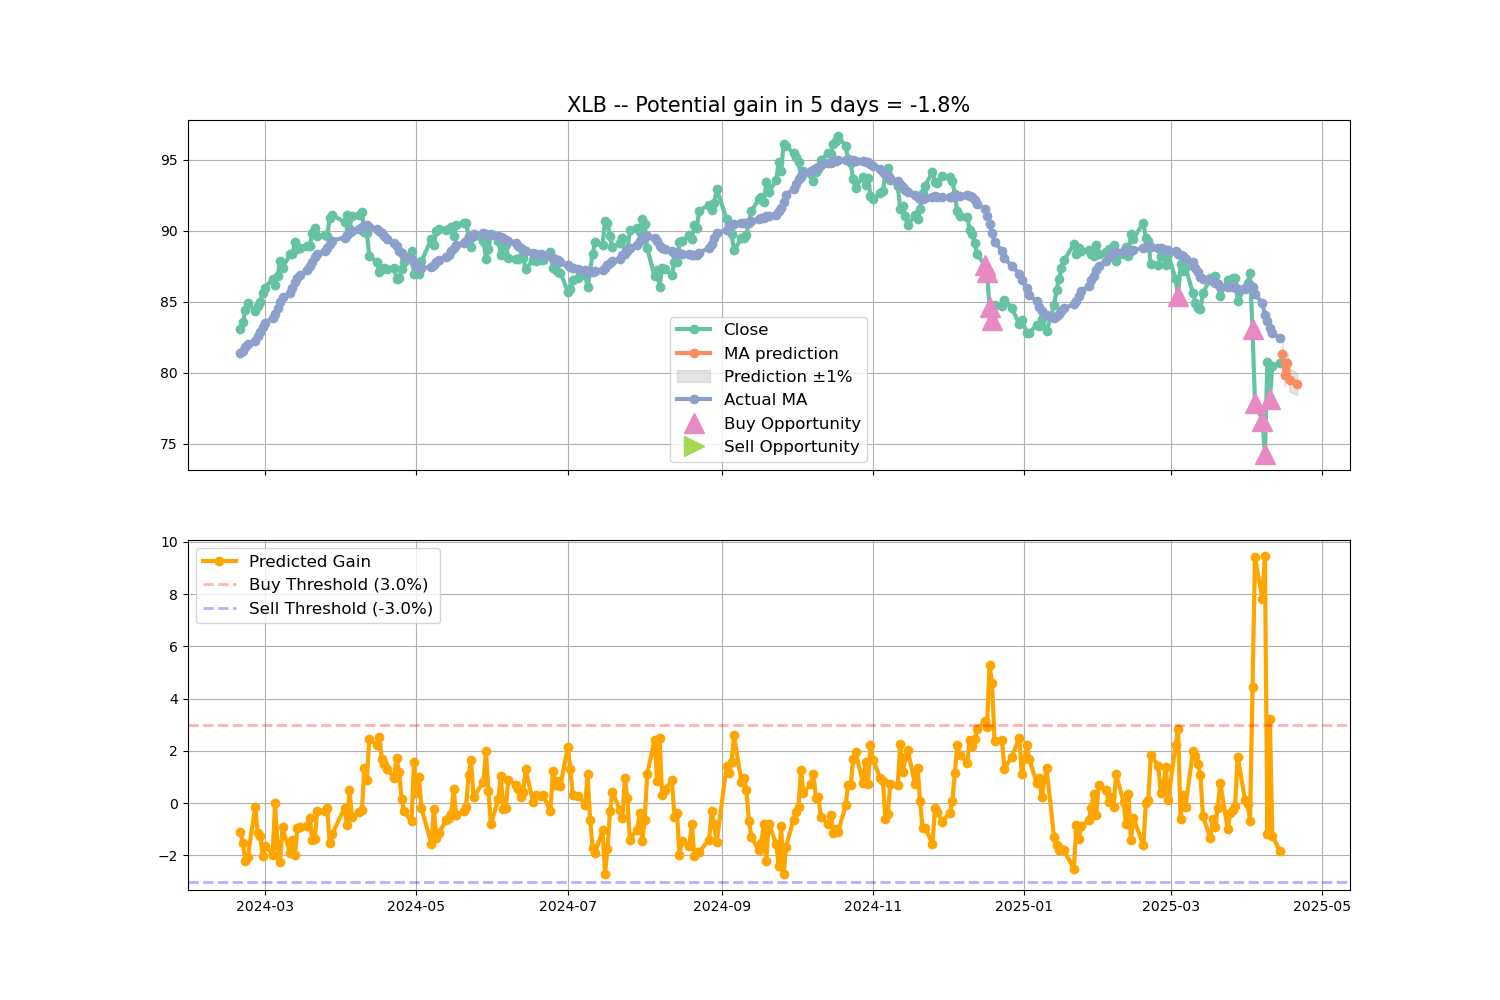 XLB -- Potential gain in 5 days = -1.8%
95
90
85
80
75
Close
MA prediction
Prediction ±1%
Actual MA
Buy Opportunity
Sell Opportunity
10
8
6
4
2
0
−2
Predicted Gain
Buy Threshold (3.0%)
Sell Threshold (-3.0%)
2024-03 2024-05 2024-07 2024-09 2024-11 2025-01 2025-03 2025-05